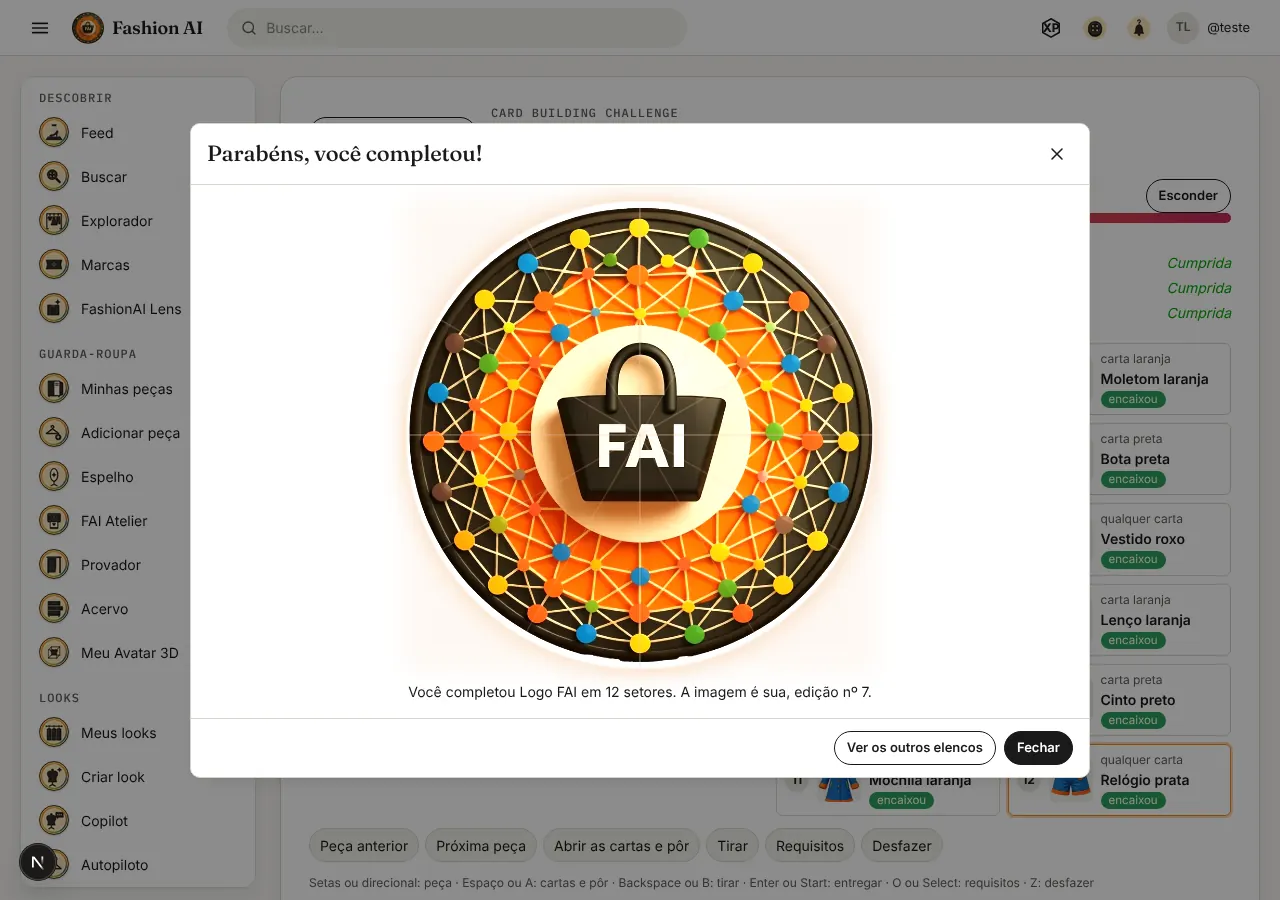 Fashion AI
Buscar...
XP
TL
@teste
DESCOBRIR
Feed
Buscar
Explorador
Marcas
FashionAI Lens
GUARDA-ROUPA
Minhas peças
Adicionar peça
Espelho
FAI Atelier
Provador
Acervo
Meu Avatar 3D
LOOKS
Meus looks
Criar look
Copilot
Autopiloto
N
CARD BUILDING CHALLENGE
Esconder
Cumprida
Cumprida
Cumprida
Parabéns, você completou!
FAI
Você completou Logo FAI em 12 setores. A imagem é sua, edição nº 7.
Ver os outros elencos
Fechar
carta laranja
Moletom laranja
encaixou
carta preta
Bota preta
encaixou
qualquer carta
Vestido roxo
encaixou
carta laranja
Lenço laranja
encaixou
carta preta
Cinto preto
encaixou
11
Mochila laranja
encaixou
12
qualquer carta
Relógio prata
encaixou
Peça anterior
Próxima peça
Abrir as cartas e pôr
Tirar
Requisitos
Desfazer
Setas ou direcional: peça · Espaço ou A: cartas e pôr · Backspace ou B: tirar · Enter ou Start: entregar · O ou Select: requisitos · Z: desfazer